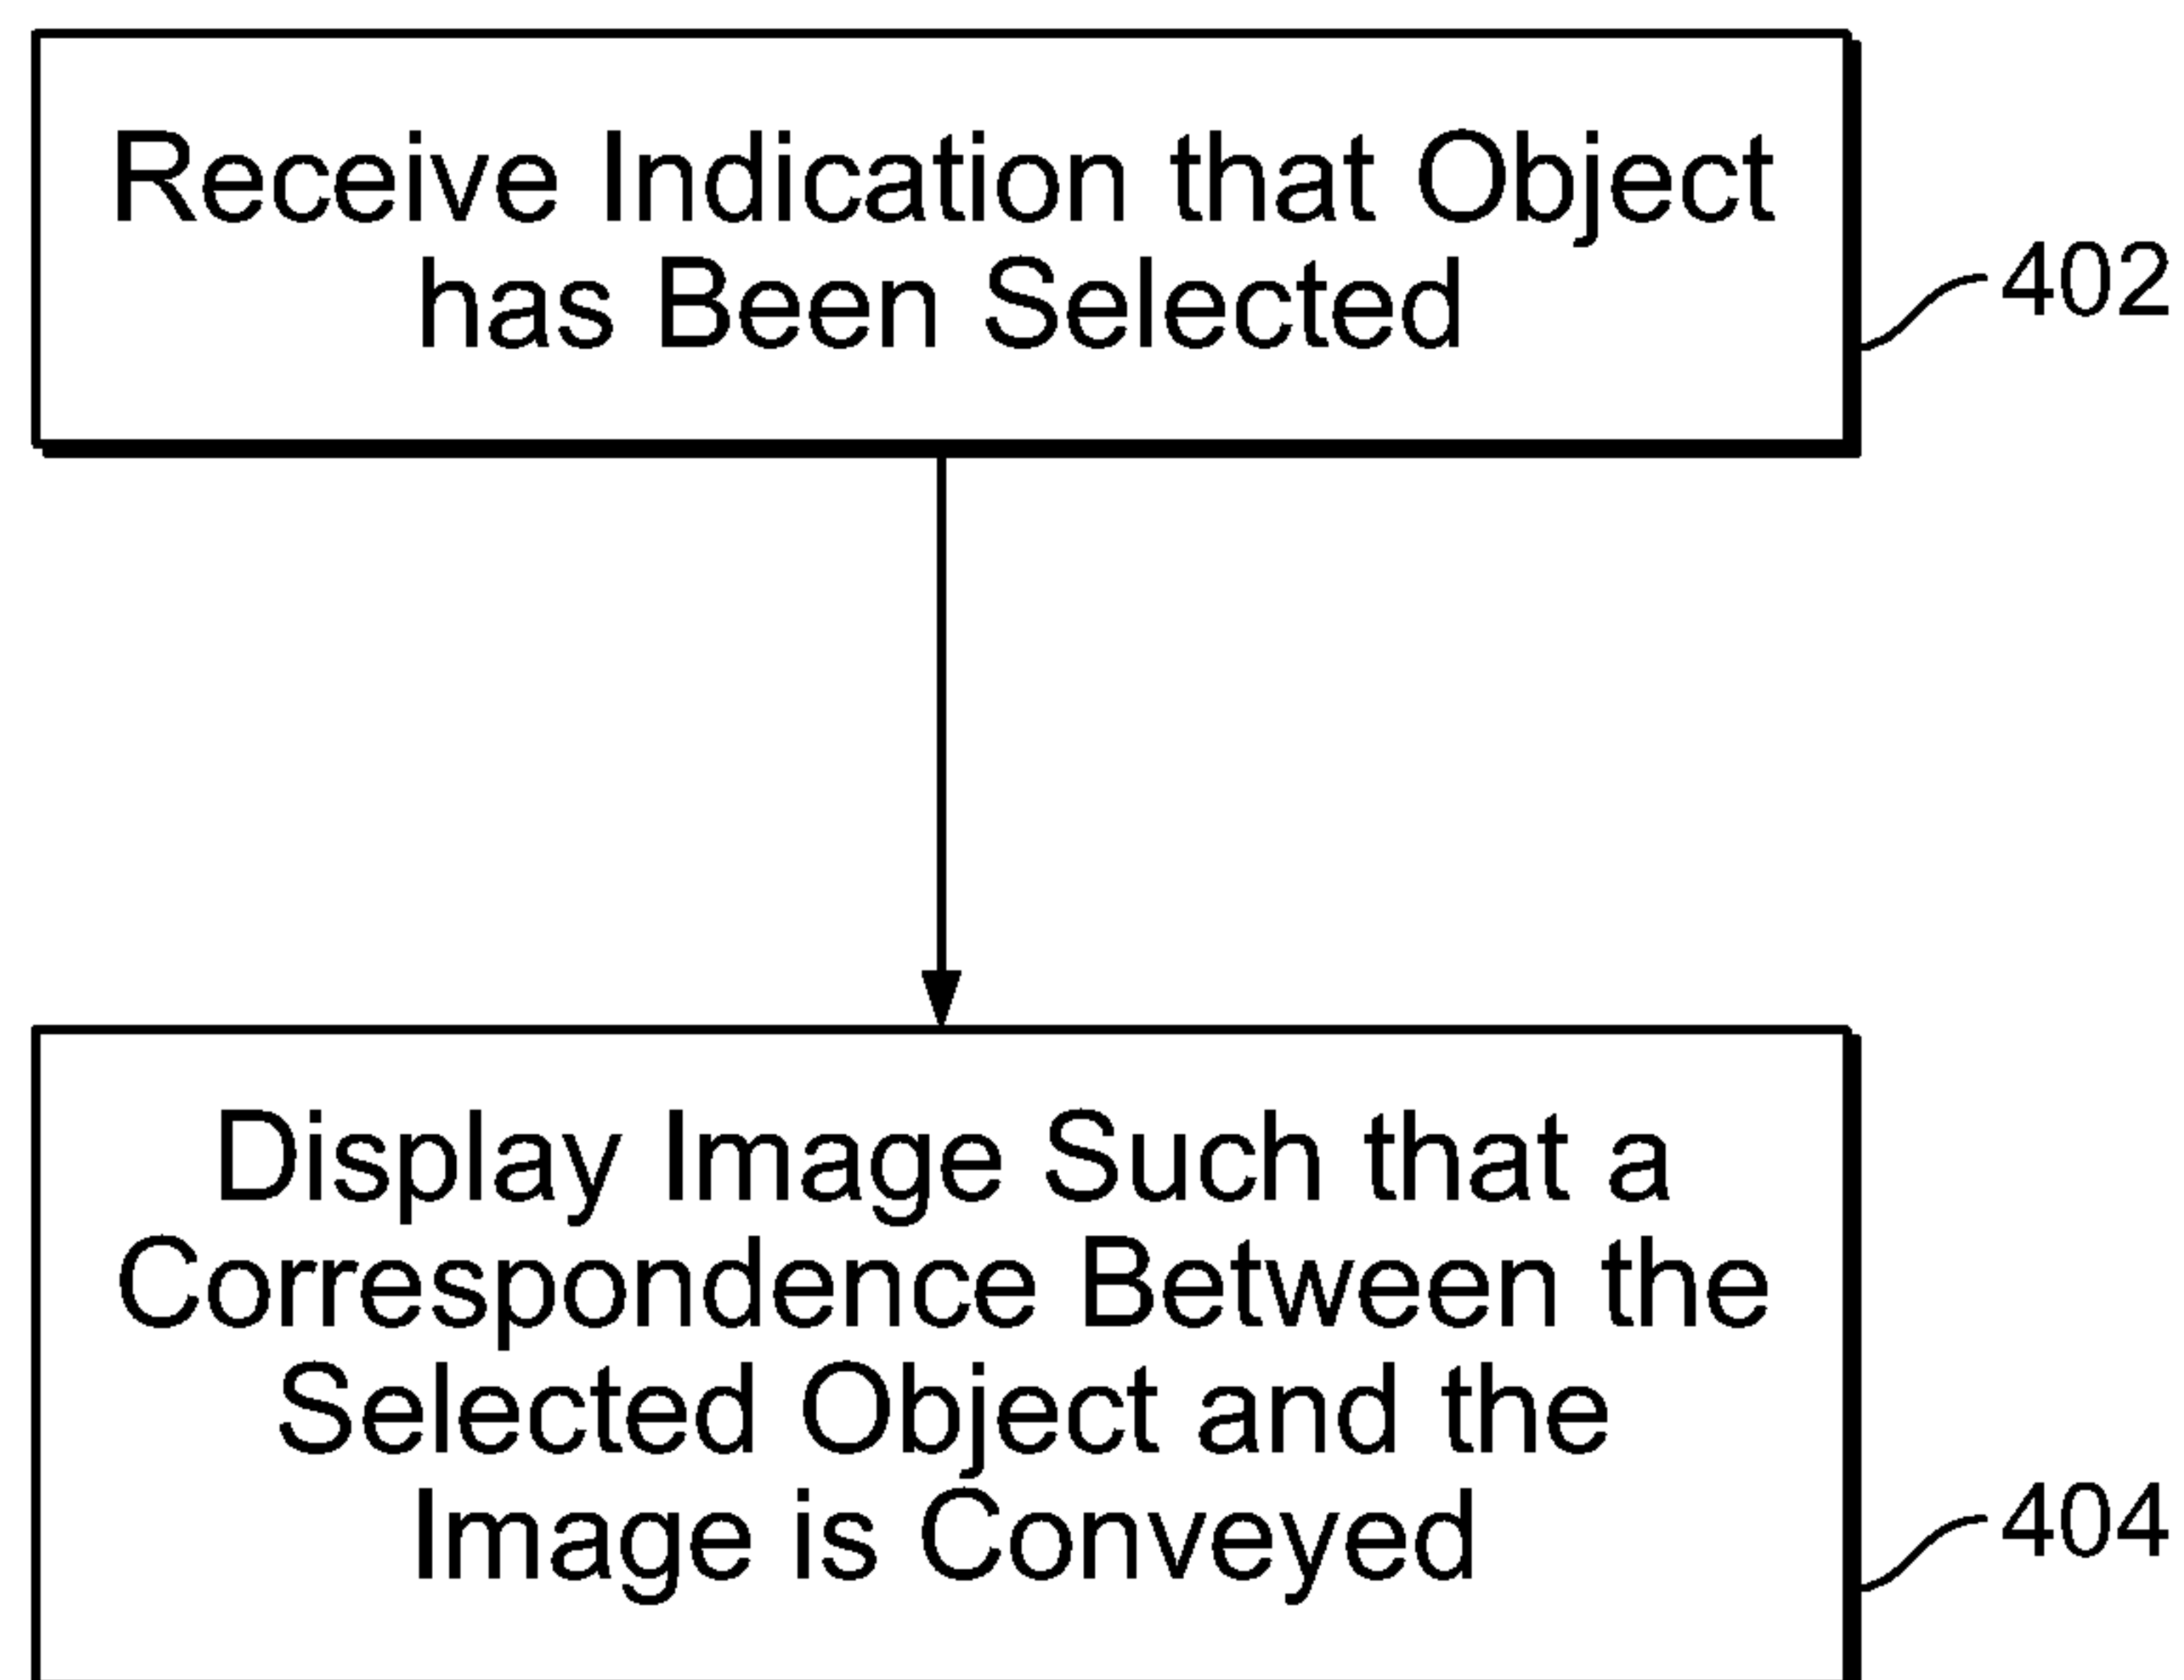 Receive Indication that Object
has Been Selected
402
Display Image Such that a
Correspondence Between the
Selected Object and the
Image is Conveyed
404